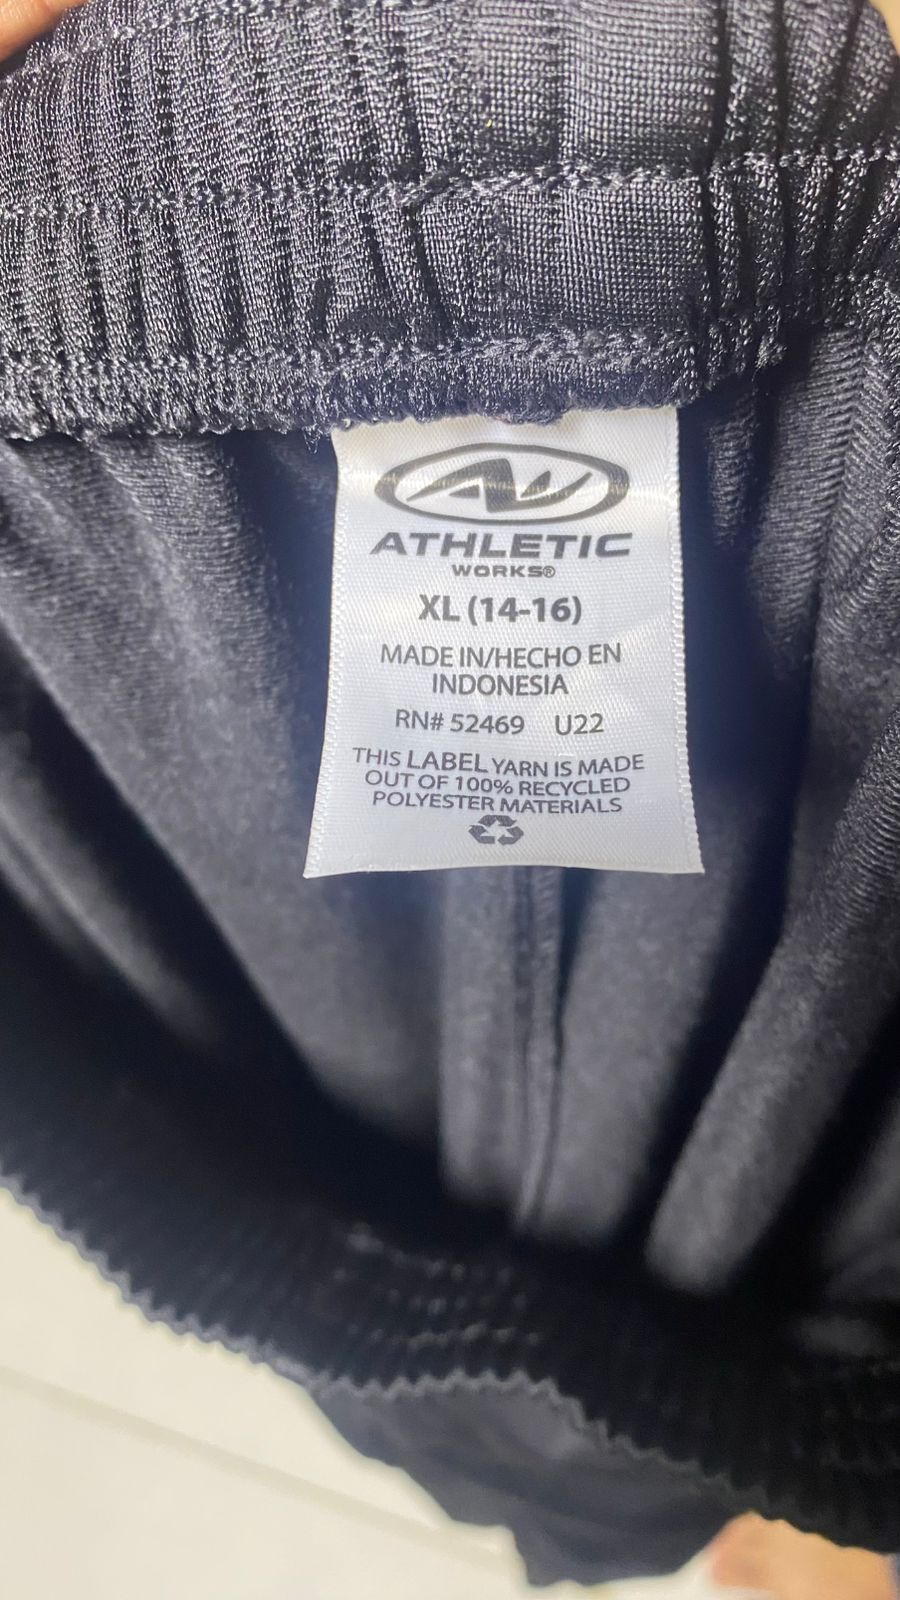 ATHLETIC
WORKS®
XL (14-16)
MADE IN/HECHO EN
INDONESIA
RN# 52469 U22
THIS LABEL YARN IS MADE
OUT OF 100% RECYCLED
POLYESTER MATERIALS